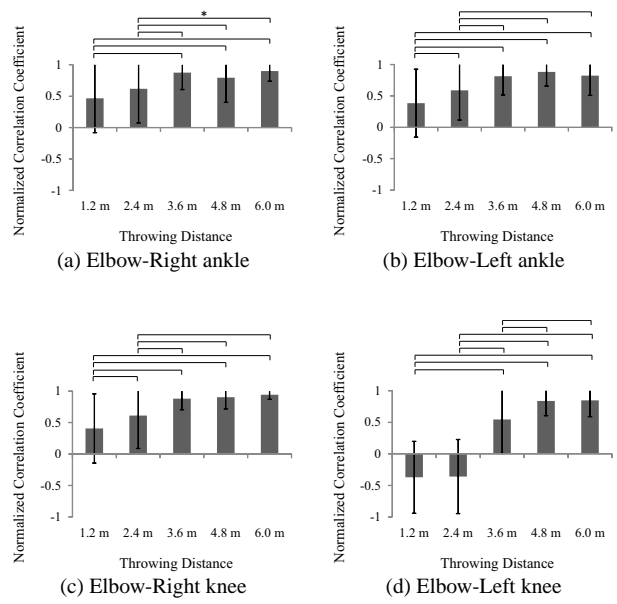 *
Normalized Correlation Coefficient
1
0.5
0
-0.5
-1
1.2 m 2.4 m 3.6 m 4.8 m 6.0 m
Throwing Distance
(a) Elbow-Right ankle
Normalized Correlation Coefficient
1
0.5
0
-0.5
-1
1.2 m 2.4 m 3.6 m 4.8 m 6.0 m
Throwing Distance
(b) Elbow-Left ankle
Normalized Correlation Coefficient
1
0.5
0
-0.5
-1
1.2 m 2.4 m 3.6 m 4.8 m 6.0 m
Throwing Distance
(c) Elbow-Right knee
Normalized Correlation Coefficient
1
0.5
0
-0.5
-1
1.2 m 2.4 m 3.6 m 4.8 m 6.0 m
Throwing Distance
(d) Elbow-Left knee